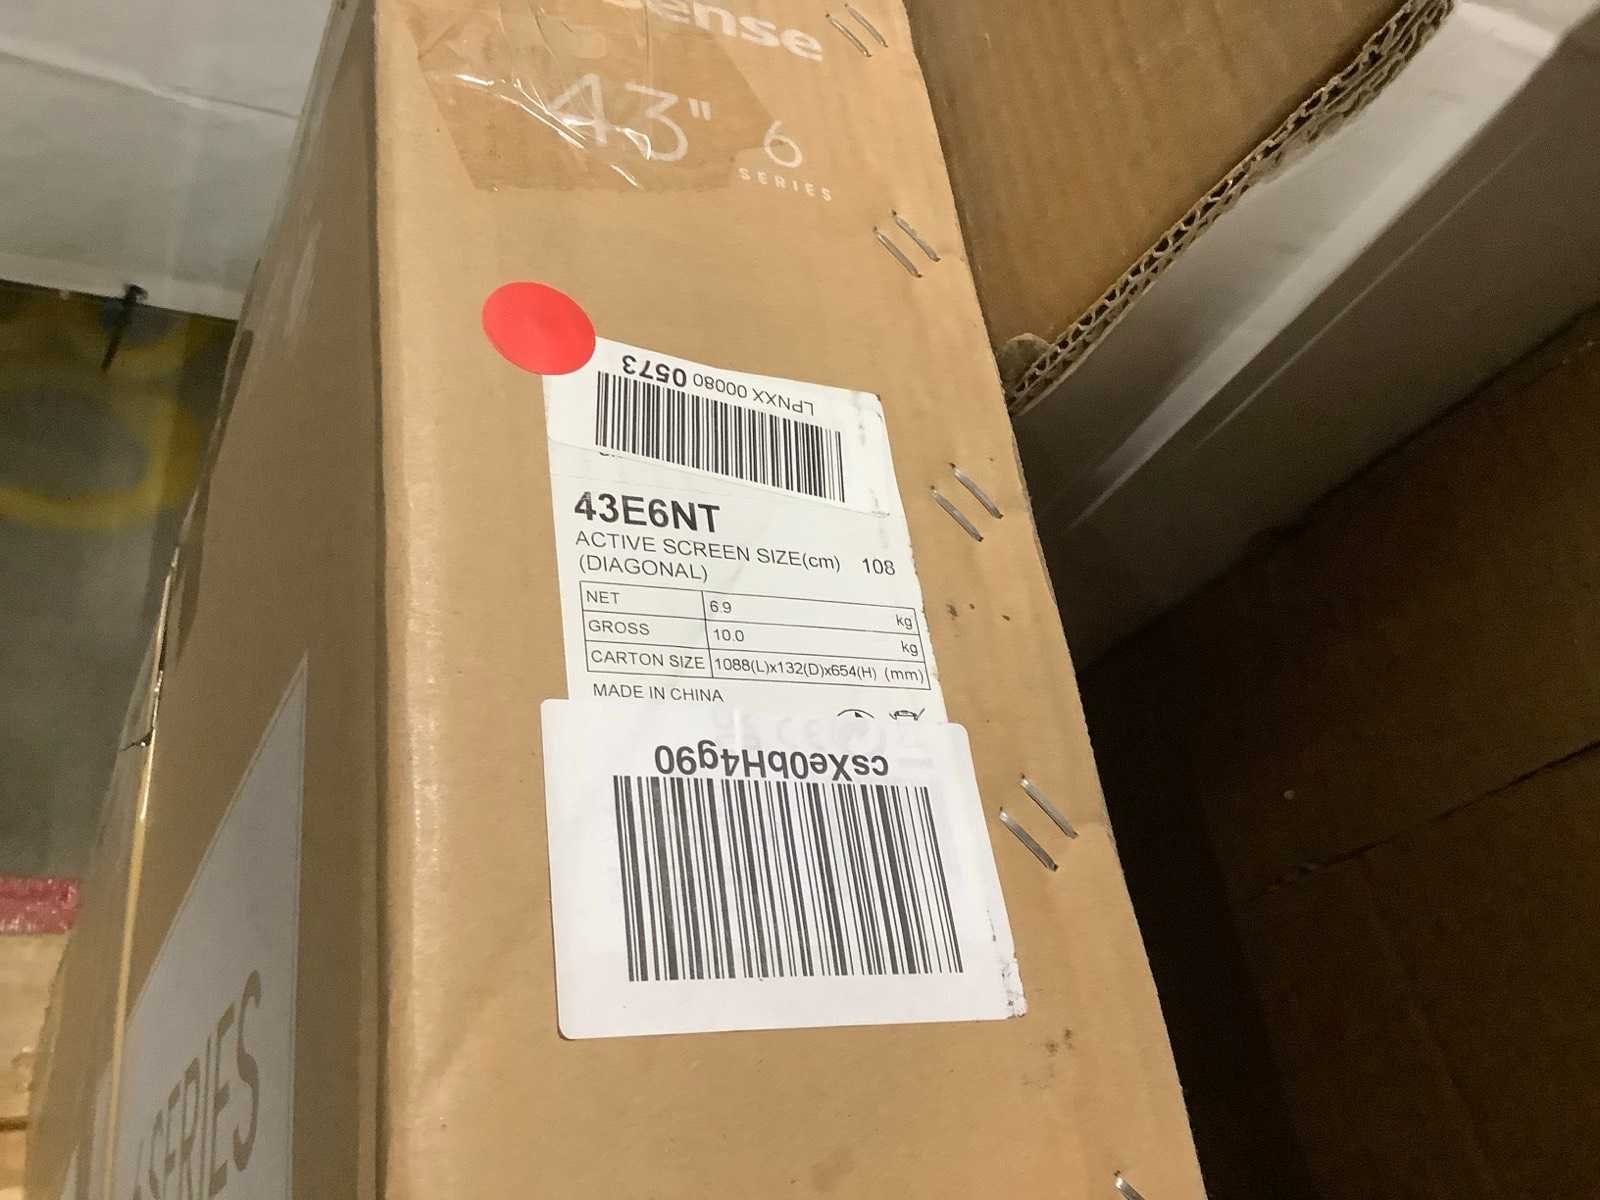 ense
43"
6
SERIES
LPNXX 00080 0573
43E6NT
ACTIVE SCREEN SIZE(cm) 108
(DIAGONAL)
NET 6.9 kg
GROSS 10.0 kg
CARTON SIZE 1088(L)x132(D)x654(H) (mm)
MADE IN CHINA
csXe0bH4g90
SERIES